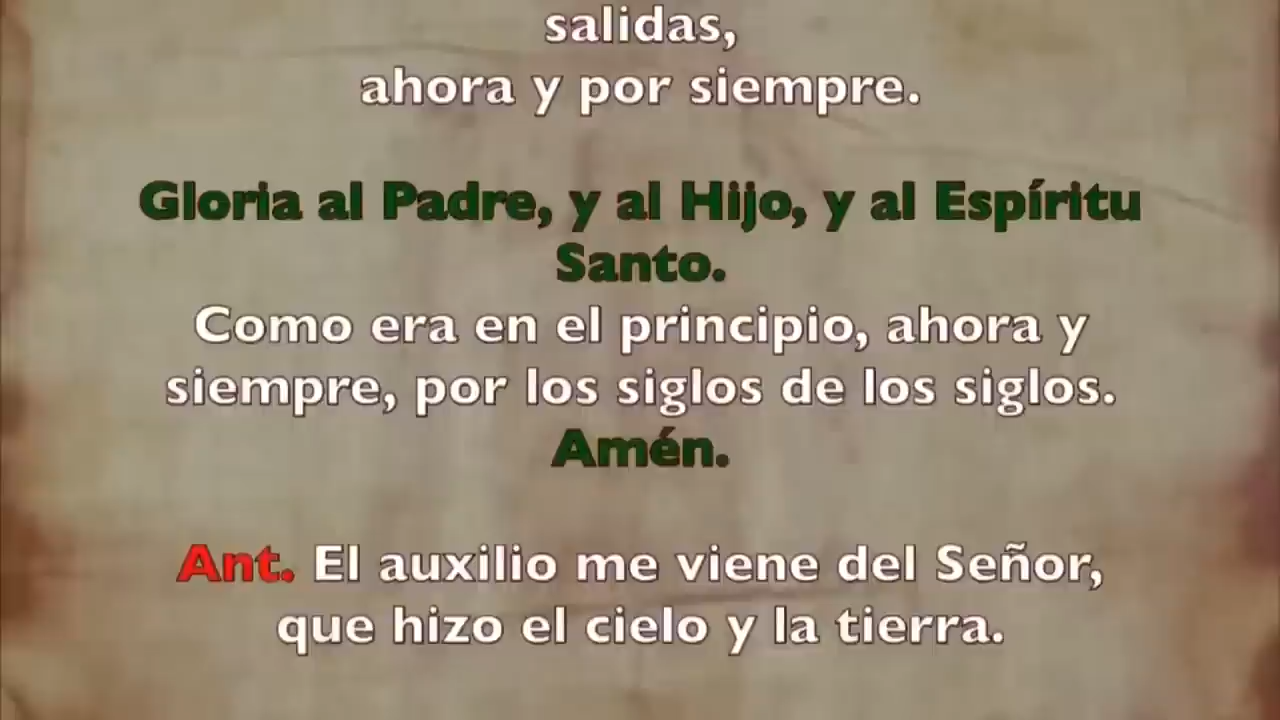 salidas,
ahora y por siempre.
Gloria al Padre, y al Hijo, y al Espíritu
Santo.
Como era en el principio, ahora y
siempre, por los siglos de los siglos.
Amén.
Ant. El auxilio me viene del Señor,
que hizo el cielo y la tierra.